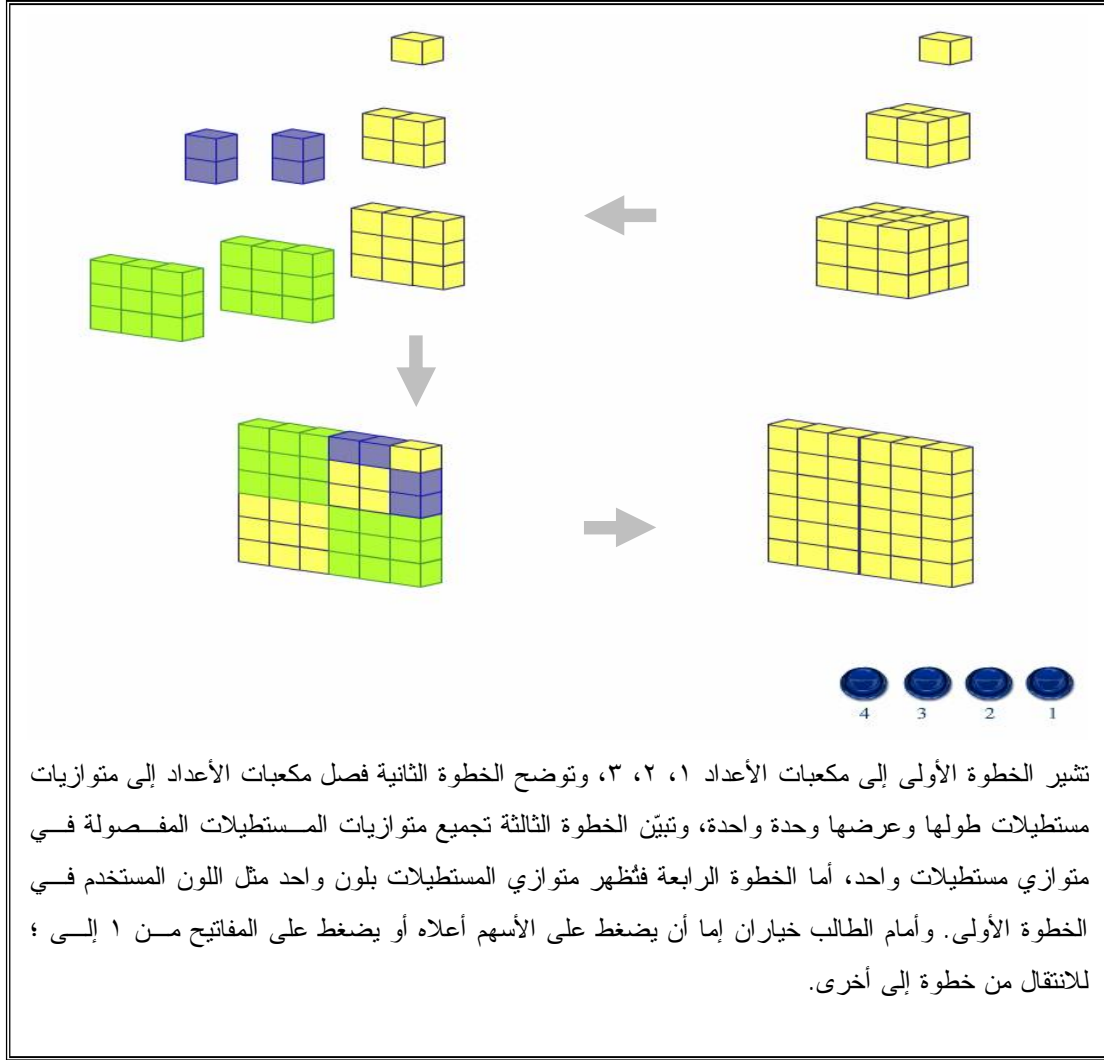 4 3 2 1
تشير الخطوة الأولى إلى مكعبات الأعداد ١، ٢، ٣، وتوضح الخطوة الثانية فصل مكعبات الأعداد إلى متوازيات
مستطيلات طولها وعرضها وحدة واحدة، وتبيّن الخطوة الثالثة تجميع متوازيات المستطيلات المفصولة في
متوازي مستطيلات واحد، أما الخطوة الرابعة فتُظهر متوازي المستطيلات بلون واحد مثل اللون المستخدم في
الخطوة الأولى. وأمام الطالب خياران إما أن يضغط على الأسهم أعلاه أو يضغط على المفاتيح من ١ إلى ؛
للانتقال من خطوة إلى أخرى.